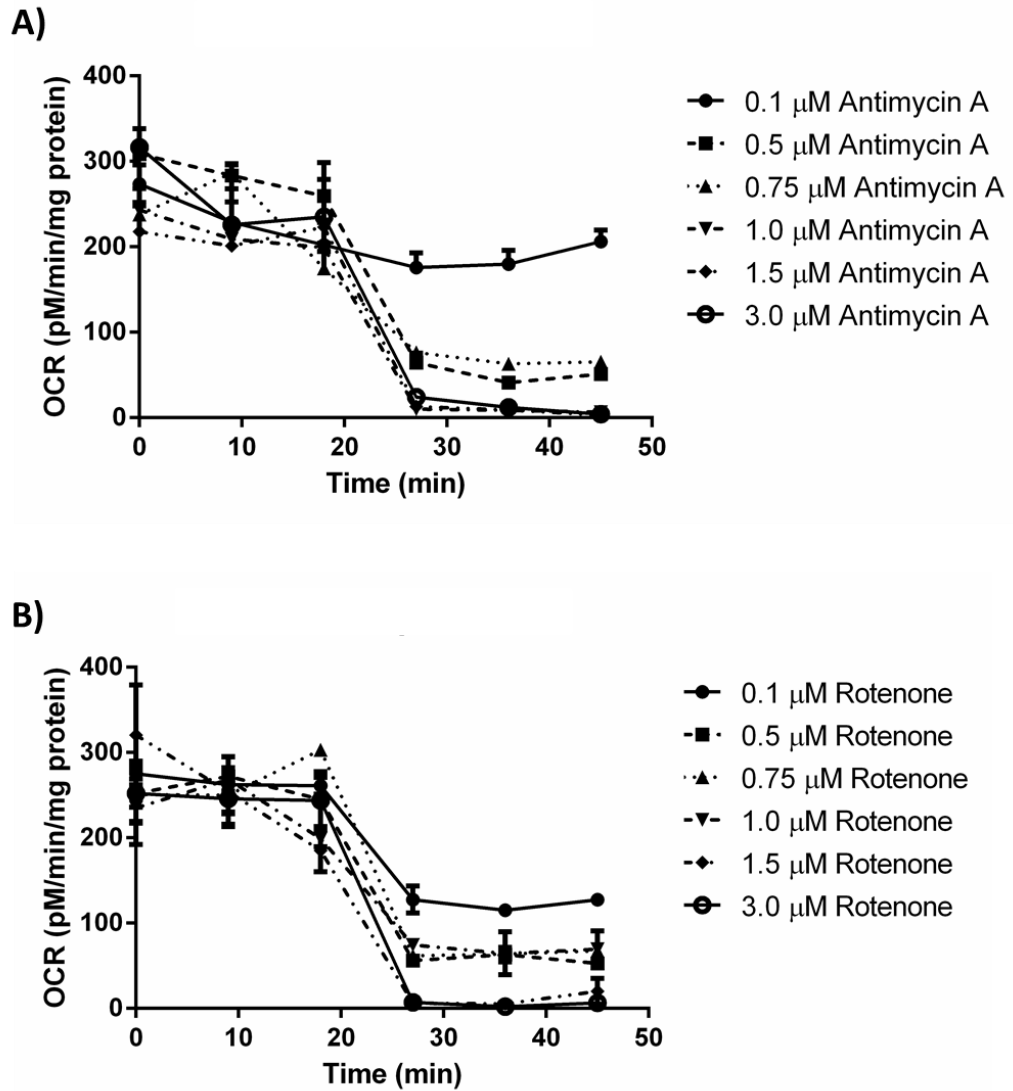 A)
OCR (pM/min/mg protein)
400
300
200
100
0
0 10 20 30 40 50
Time (min)
0.1 μM Antimycin A
0.5 μM Antimycin A
0.75 μM Antimycin A
1.0 μM Antimycin A
1.5 μM Antimycin A
3.0 μM Antimycin A
B)
OCR (pM/min/mg protein)
400
300
200
100
0
0 10 20 30 40 50
Time (min)
0.1 μM Rotenone
0.5 μM Rotenone
0.75 μM Rotenone
1.0 μM Rotenone
1.5 μM Rotenone
3.0 μM Rotenone